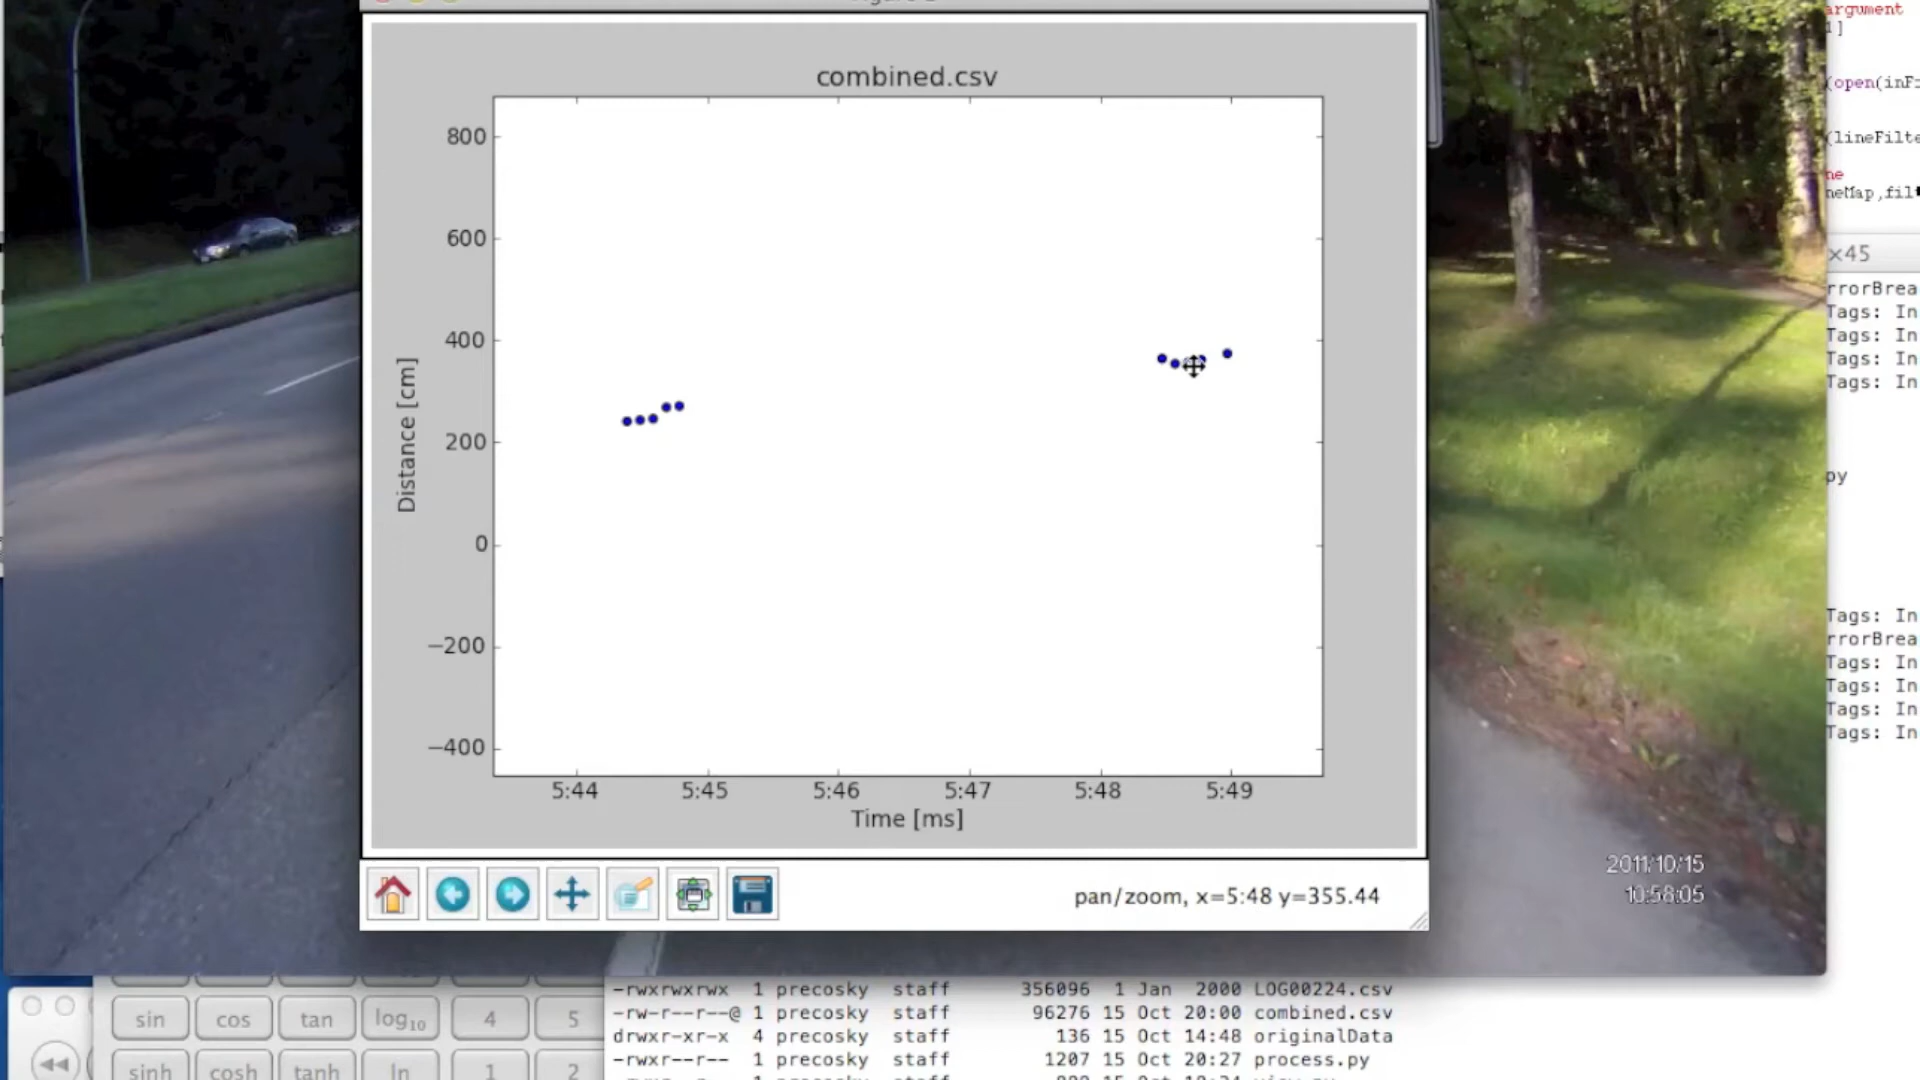 combined.csv
800
600
400
200
0
−200
−400
Distance [cm]
5:44 5:45 5:46 5:47 5:48 5:49
Time [ms]
pan/zoom, x=5:48 y=355.44
2011/10/15
10:58:05
argument
(open(inF
(lineFilte
neMap,fil
×45
rrorBrea
Tags: In
Tags: In
Tags: In
Tags: In
py
Tags: In
rrorBrea
Tags: In
Tags: In
Tags: In
Tags: In
sin cos tan log10 4 5
sinh cosh tanh ln 1 2
-rwxrwxrwx 1 precosky staff 356096 1 Jan 2000 LOG00224.csv
-rw-r--r--@ 1 precosky staff 96276 15 Oct 20:00 combined.csv
drwxr-xr-x 4 precosky staff 136 15 Oct 14:48 originalData
-rwxr--r-- 1 precosky staff 1207 15 Oct 20:27 process.py